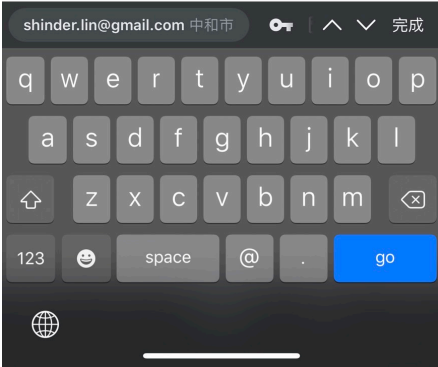 shinder.lin@gmail.com 中和市 完成
q w e r t y u i o p
a s d f g h j k l
z x c v b n m
123 space @ . go